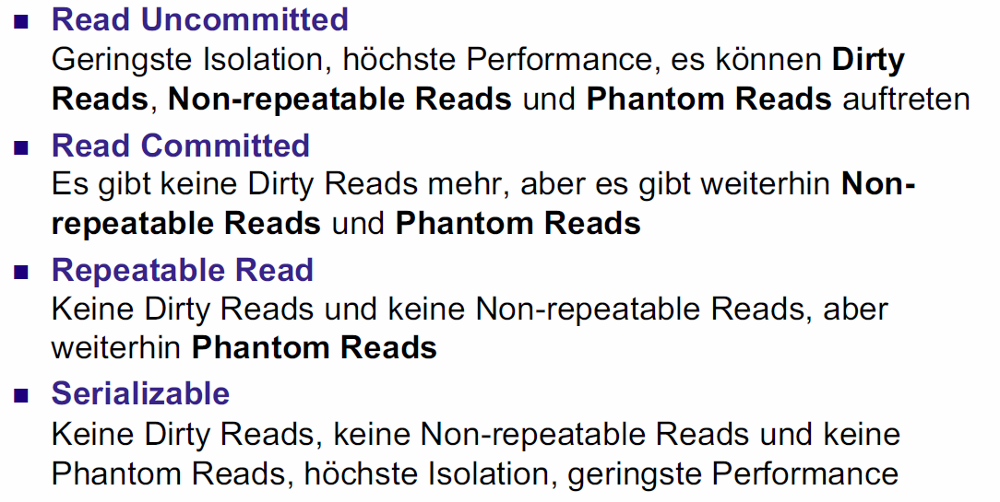 ■ Read Uncommitted
Geringste Isolation, höchste Performance, es können Dirty
Reads, Non-repeatable Reads und Phantom Reads auftreten
■ Read Committed
Es gibt keine Dirty Reads mehr, aber es gibt weiterhin Non-
repeatable Reads und Phantom Reads
■ Repeatable Read
Keine Dirty Reads und keine Non-repeatable Reads, aber
weiterhin Phantom Reads
■ Serializable
Keine Dirty Reads, keine Non-repeatable Reads und keine
Phantom Reads, höchste Isolation, geringste Performance